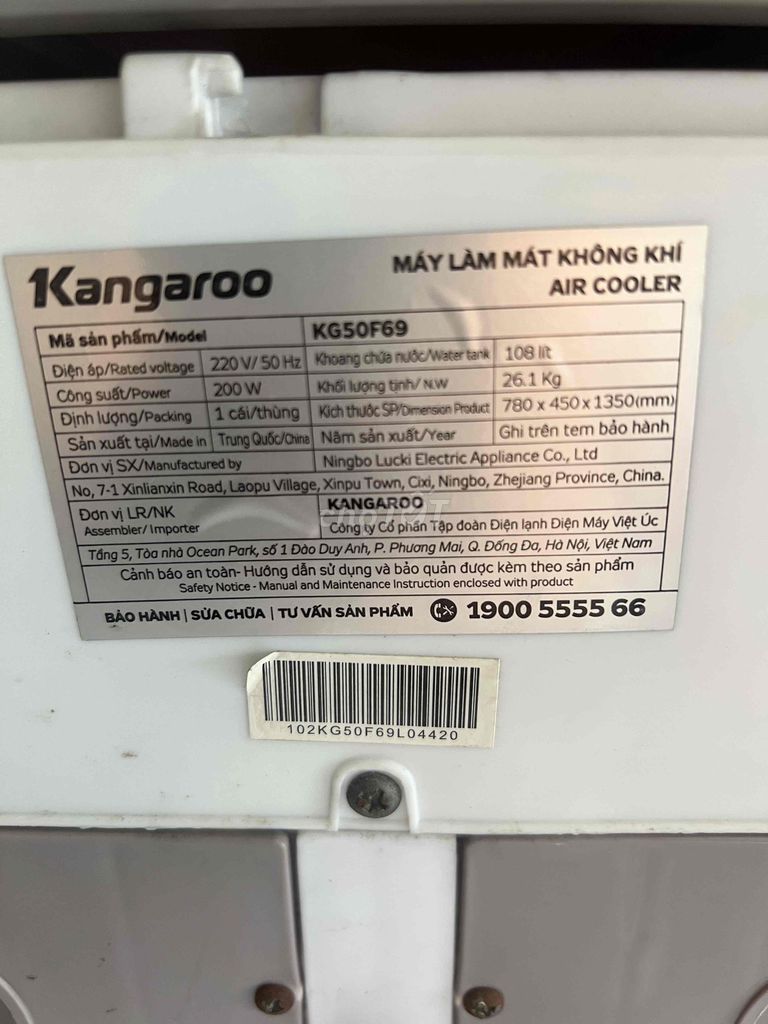 Kangaroo
MÁY LÀM MÁT KHÔNG KHÍ
AIR COOLER
Mã sản phẩm/Model KG50F69
Điện áp/Rated voltage 220 V/ 50 Hz Khoang chứa nước/Water tank 108 lít
Công suất/Power 200 W Khối lượng tịnh/ N.W 26.1 Kg
Định lượng/Packing 1 cái/thùng Kích thước SP/Dimension Product 780 x 450 x 1350(mm)
Sản xuất tại/Made in Trung Quốc/China Năm sản xuất/Year Ghi trên tem bảo hành
Đơn vị SX/Manufactured by Ningbo Lucki Electric Appliance Co., Ltd
No, 7-1 Xinlianxin Road, Laopu Village, Xinpu Town, Cixi, Ningbo, Zhejiang Province, China.
Đơn vị LR/NK KANGAROO
Assembler/ Importer Công ty Cổ phần Tập đoàn Điện lạnh Điện Máy Việt Úc
Tầng 5, Tòa nhà Ocean Park, số 1 Đào Duy Anh, P. Phương Mai, Q. Đống Đa, Hà Nội, Việt Nam
Cảnh báo an toàn- Hướng dẫn sử dụng và bảo quản được kèm theo sản phẩm
Safety Notice - Manual and Maintenance Instruction enclosed with product
BẢO HÀNH | SỬA CHỮA | TƯ VẤN SẢN PHẨM 1900 5555 66
102KG50F69L04420
chợTỐT